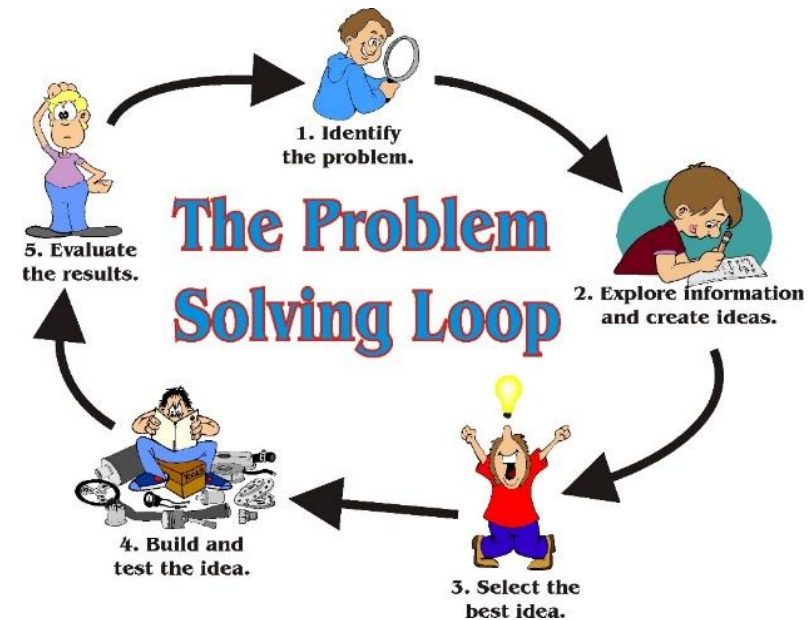 The Problem
Solving Loop
1. Identify
the problem.
2. Explore information
and create ideas.
3. Select the
best idea.
4. Build and
test the idea.
5. Evaluate
the results.